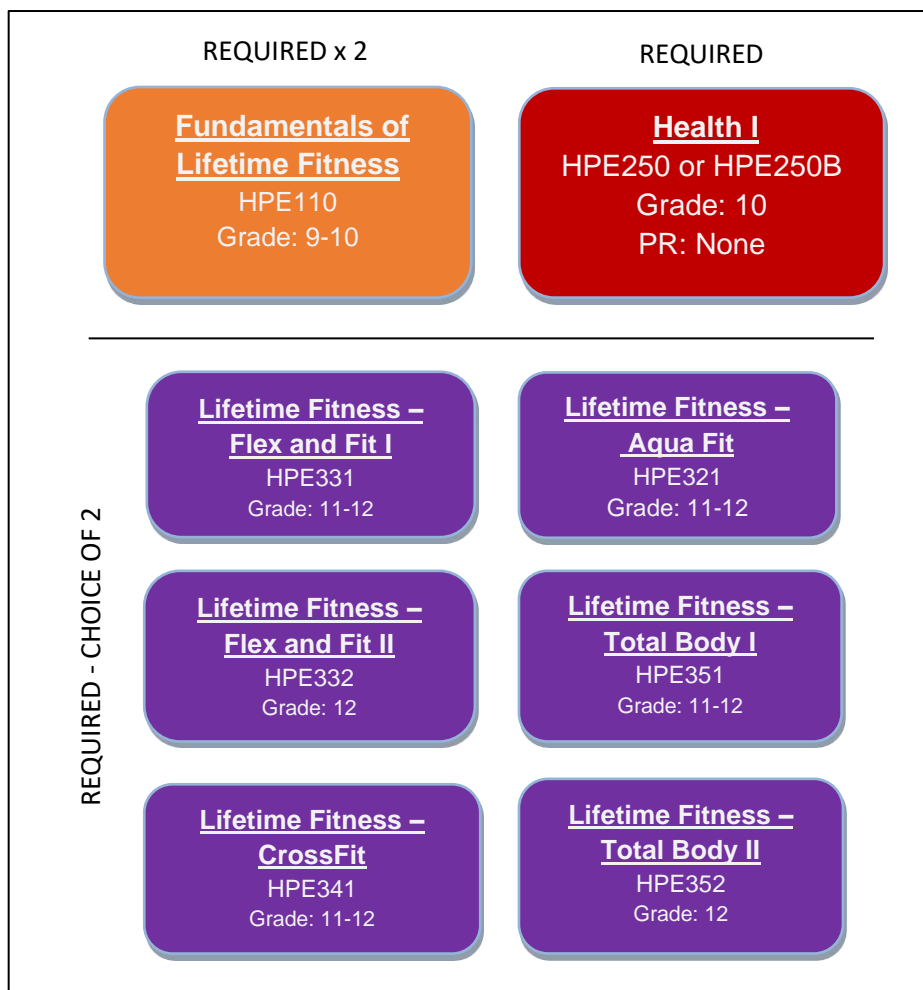 REQUIRED x 2
REQUIRED
Fundamentals of
Lifetime Fitness
HPE110
Grade: 9-10
Health I
HPE250 or HPE250B
Grade: 10
PR: None
REQUIRED - CHOICE OF 2
Lifetime Fitness –
Flex and Fit I
HPE331
Grade: 11-12
Lifetime Fitness –
Aqua Fit
HPE321
Grade: 11-12
Lifetime Fitness –
Flex and Fit II
HPE332
Grade: 12
Lifetime Fitness –
Total Body I
HPE351
Grade: 11-12
Lifetime Fitness –
CrossFit
HPE341
Grade: 11-12
Lifetime Fitness –
Total Body II
HPE352
Grade: 12